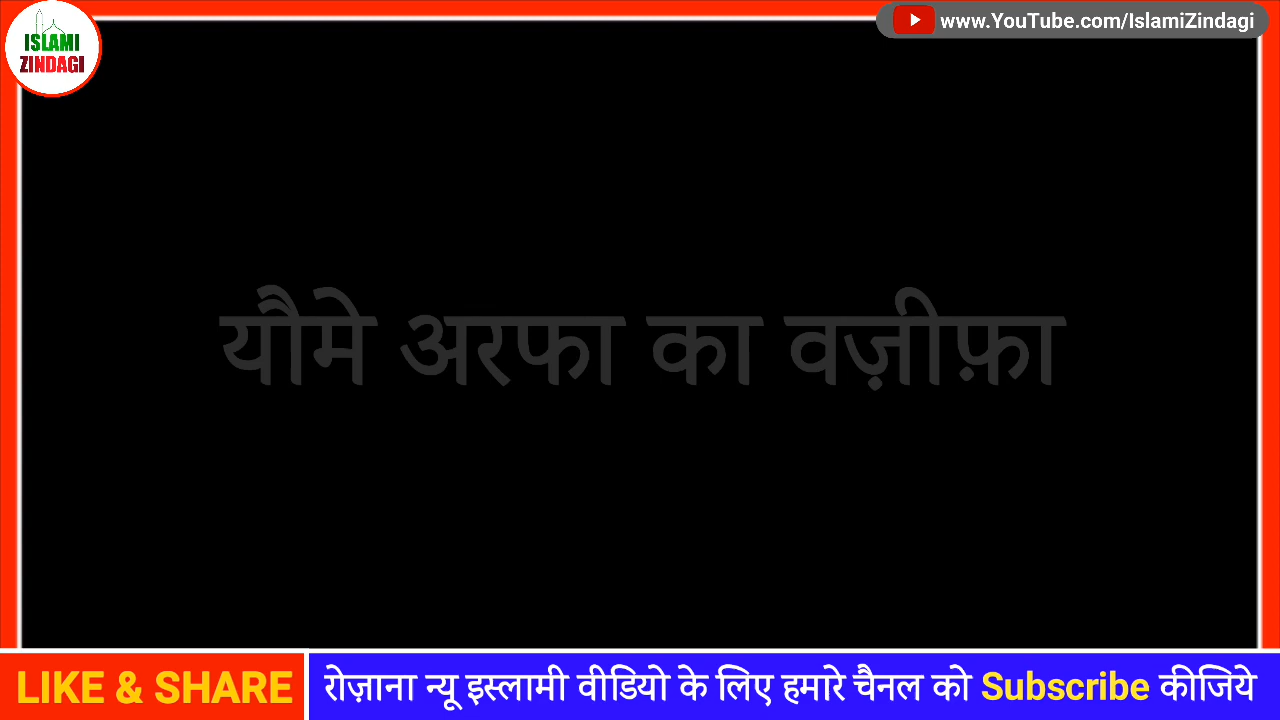 ISLAMI
ZINDAGI
www.YouTube.com/IslamiZindagi
यौमे अरफा का वज़ीफ़ा
LIKE & SHARE
रोज़ाना न्यू इस्लामी वीडियो के लिए हमारे चैनल को Subscribe कीजिये